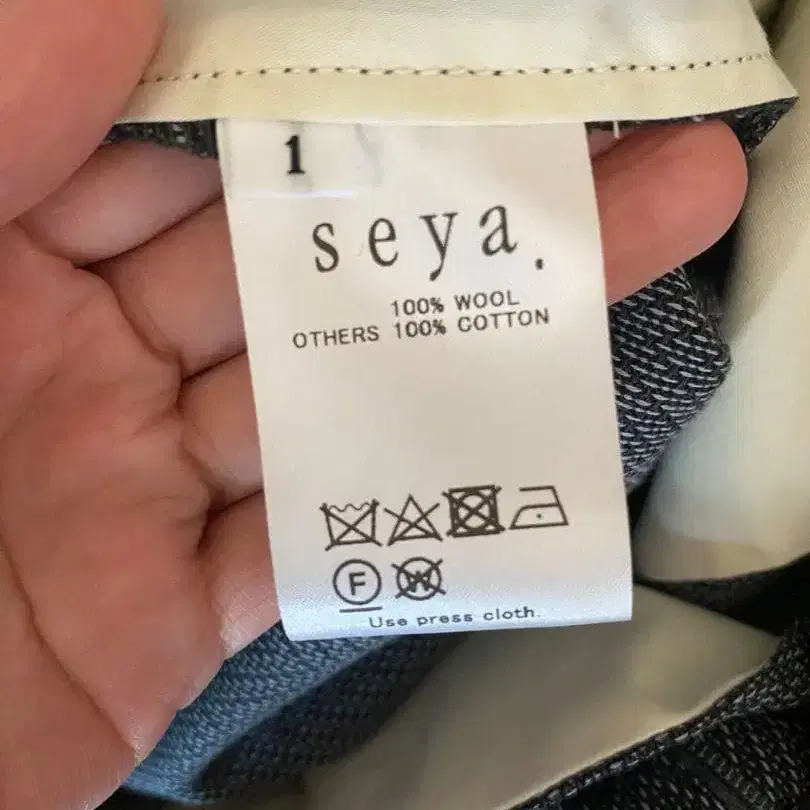 1
seya.
100% WOOL
OTHERS 100% COTTON
F W
Use press cloth.